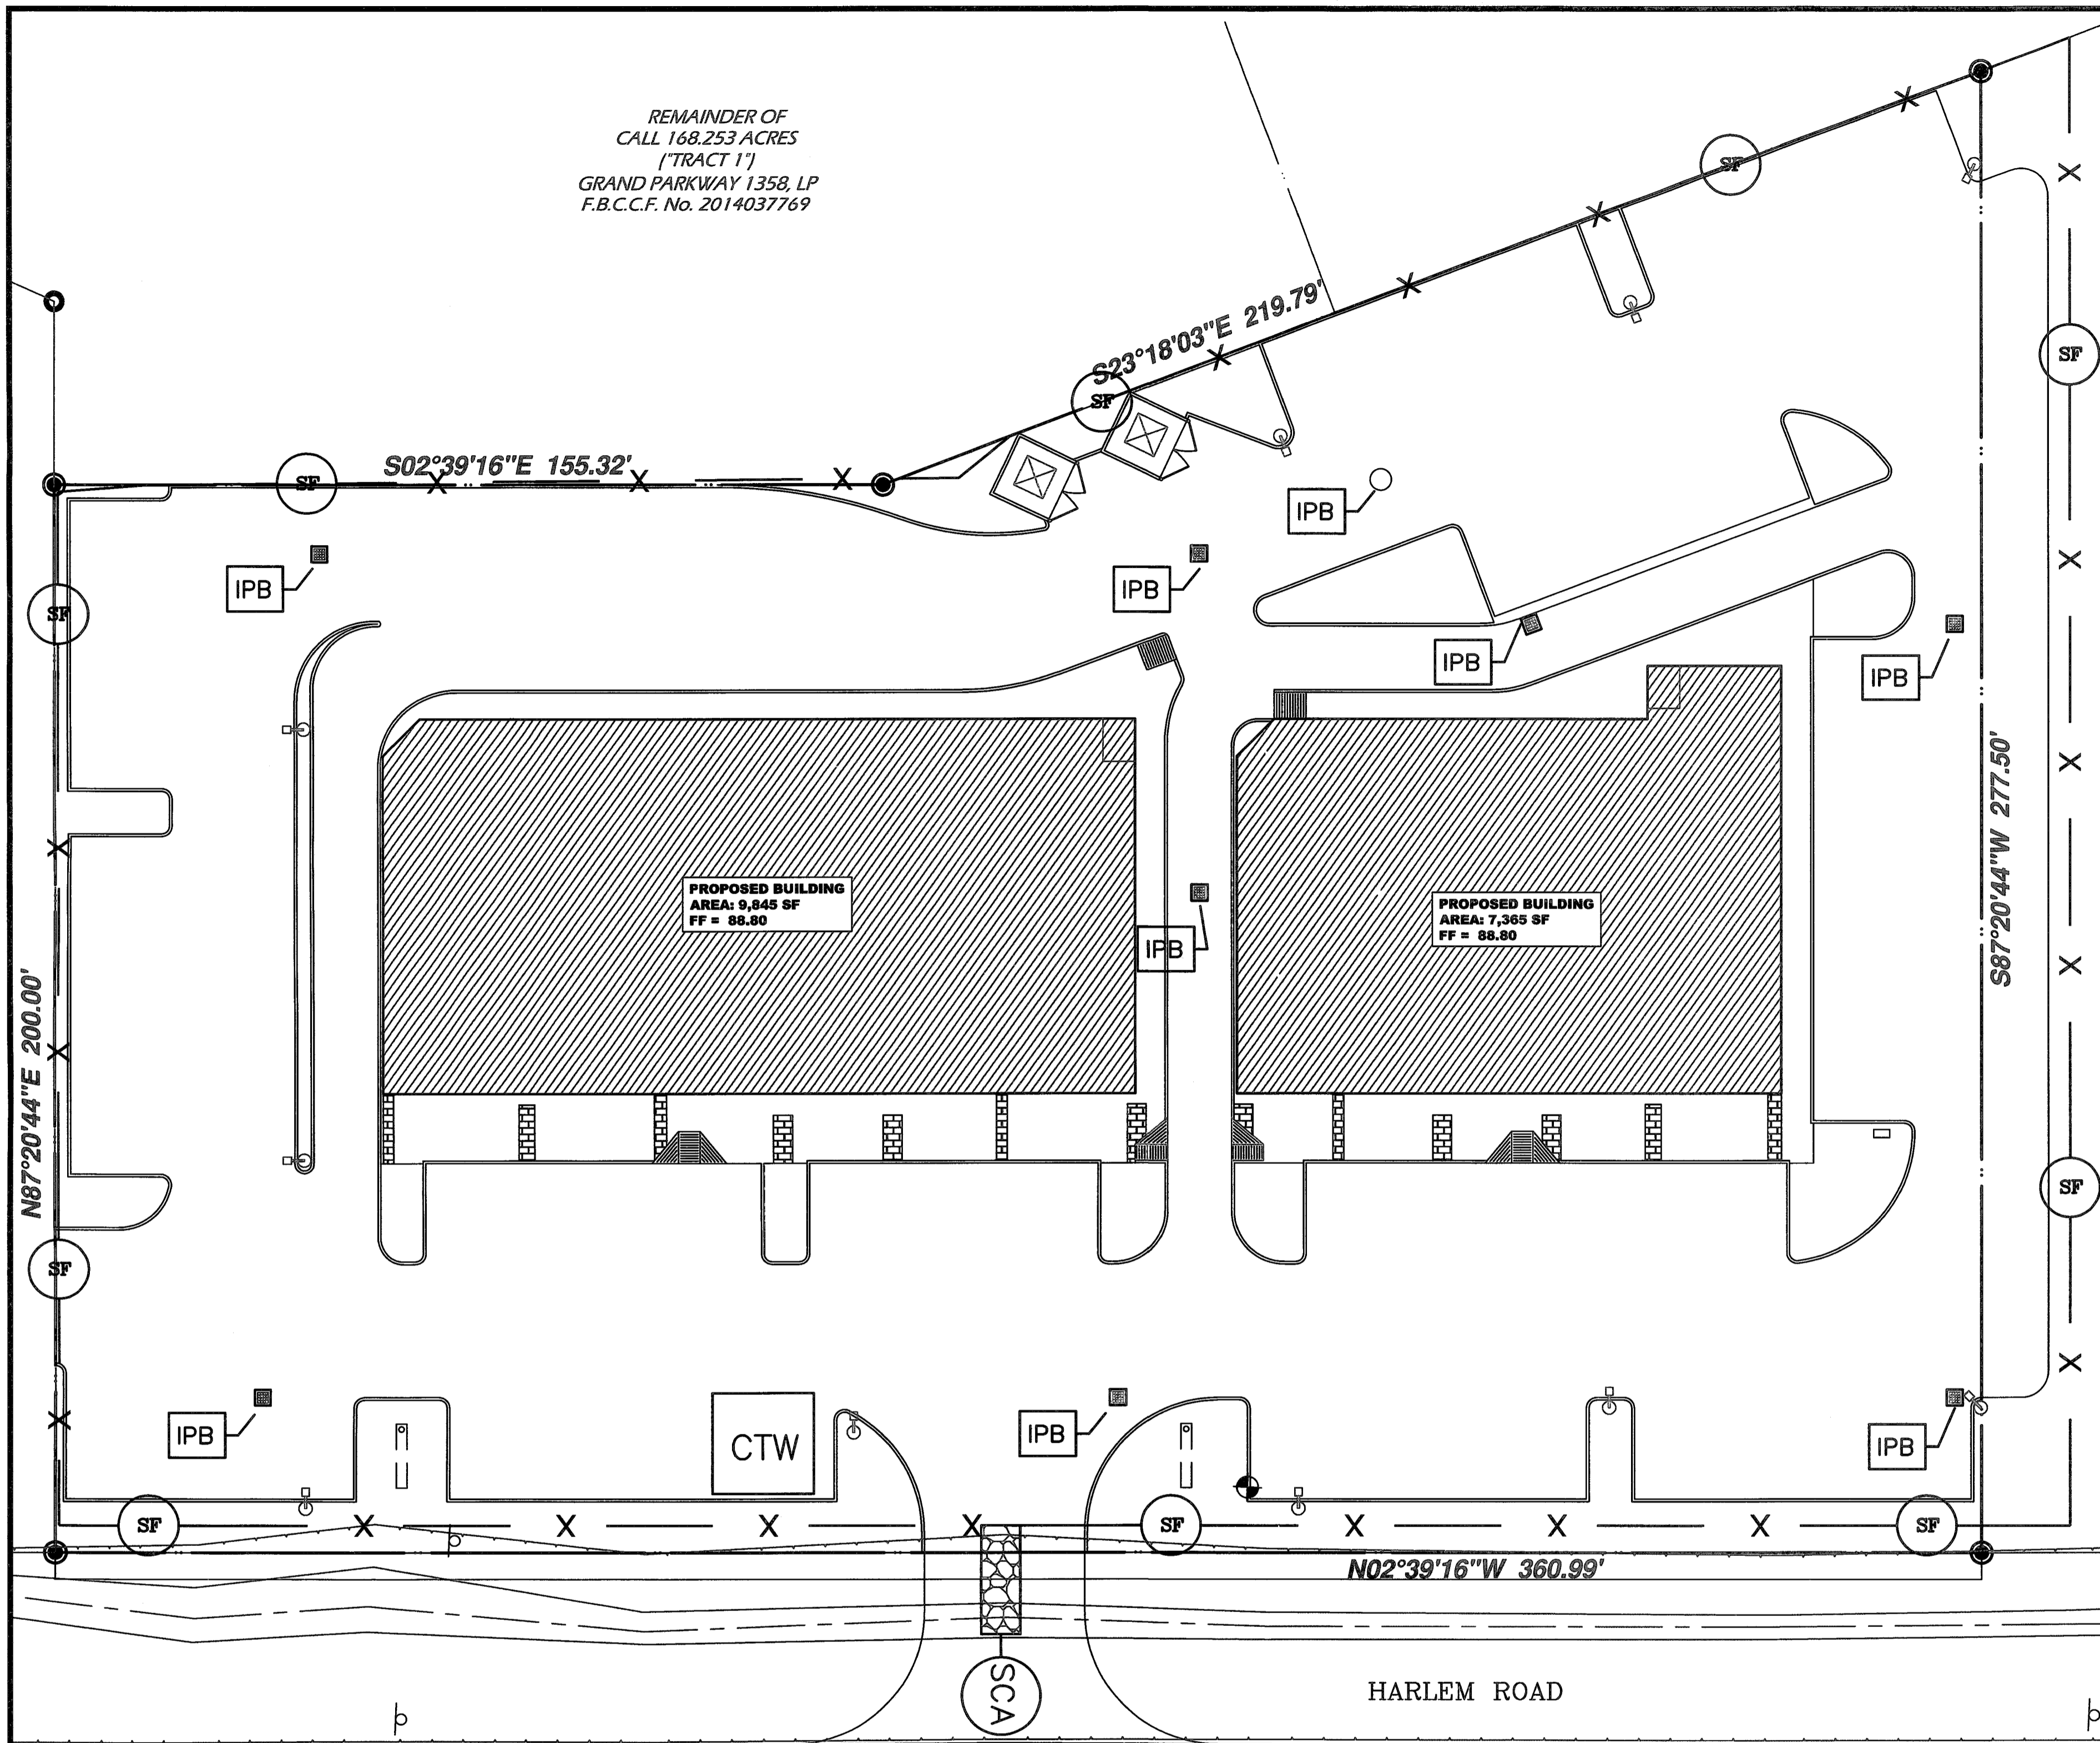 REMAINDER OF
CALL 168.253 ACRES
("TRACT 1")
GRAND PARKWAY 1358, LP
F.B.C.C.F. No. 2014037769
X
SF
X
X
X
SF
S23°18'03"E 219.79'
X
SF
S02°39'16"E 155.32'
SF
X
X
X
IPB
IPB
IPB
SF
X
IPB
IPB
IPB
S87°20'44"W 277.50'
X
X
PROPOSED BUILDING
AREA: 9,845 SF
FF = 88.80
PROPOSED BUILDING
AREA: 7,365 SF
FF = 88.80
IPB
X
X
N87°20'44"E 200.00'
SF
SF
X
X
IPB
CTW
IPB
IPB
SF
X
X
X
X
SF
X
X
X
SF
N02°39'16"W 360.99'
SCA
HARLEM ROAD